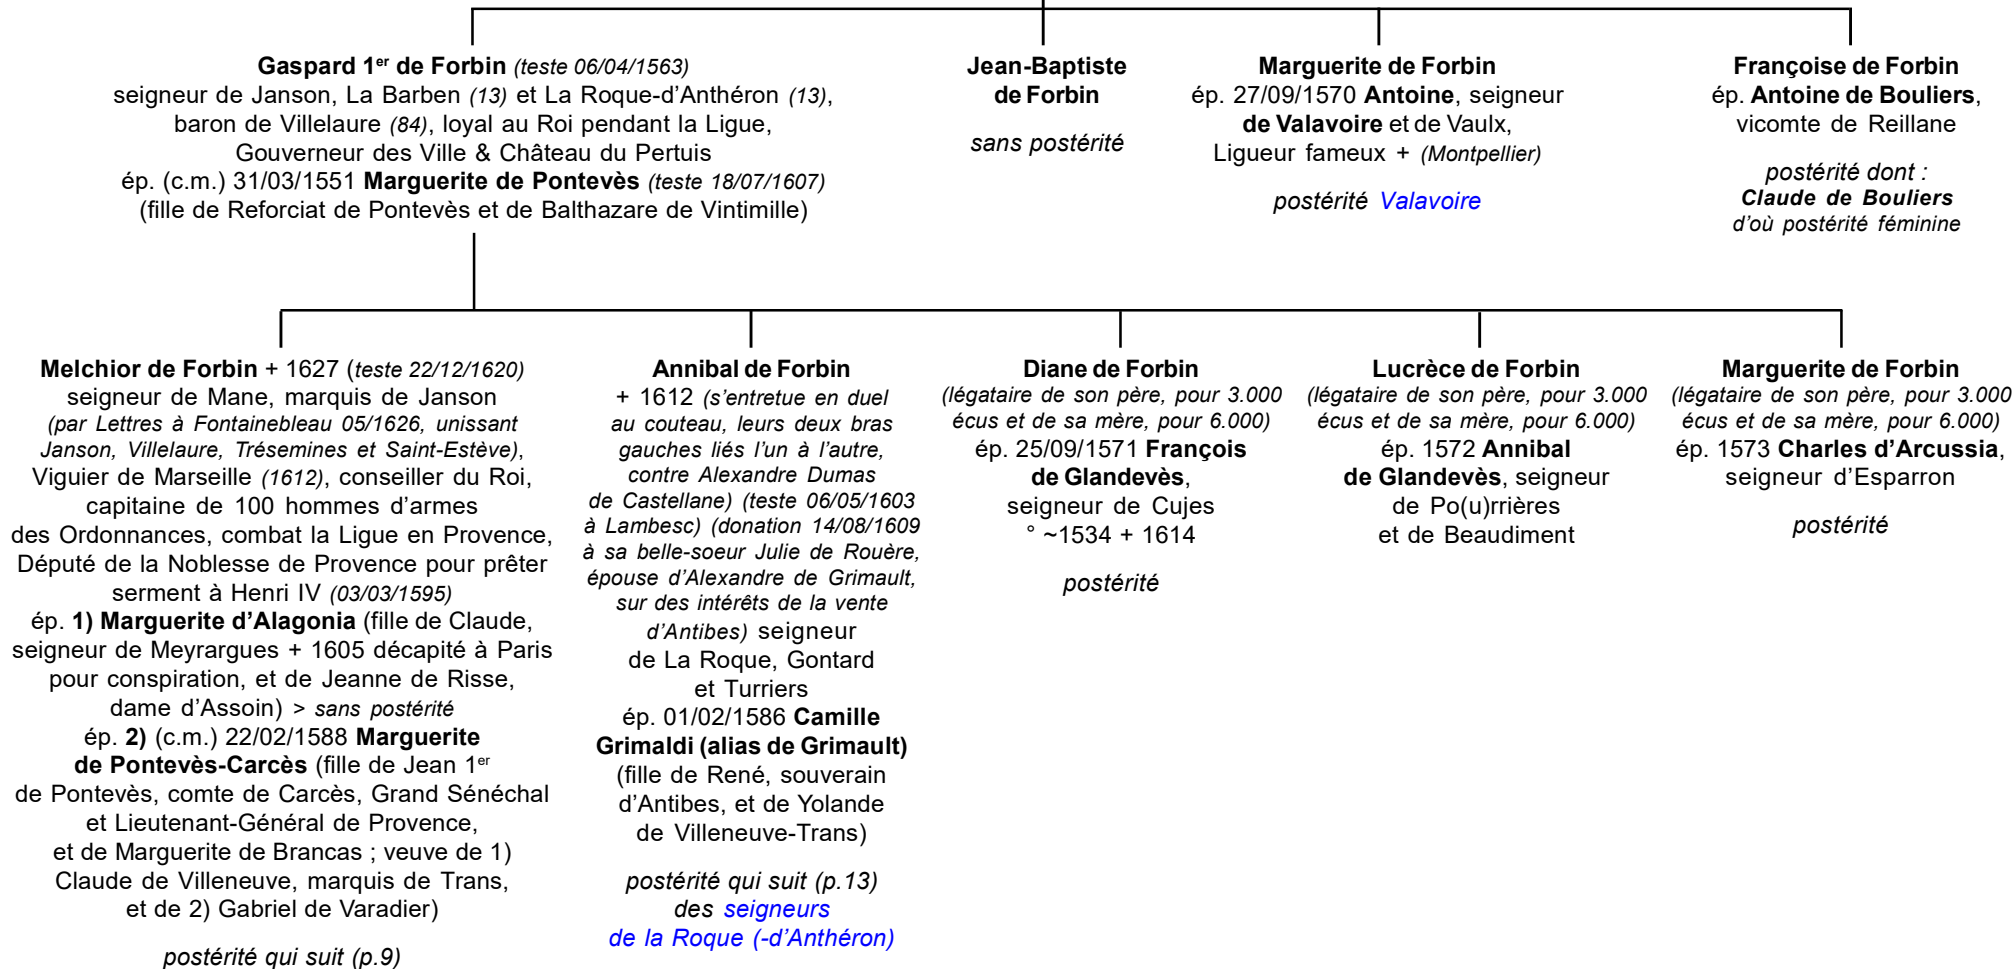 Gaspard 1er de Forbin (teste 06/04/1563)
seigneur de Janson, La Barben (13) et La Roque-d'Anthéron (13),
baron de Villelaure (84), loyal au Roi pendant la Ligue,
Gouverneur des Ville & Château du Pertuis
ép. (c.m.) 31/03/1551 Marguerite de Pontevès (teste 18/07/1607)
(fille de Reforciat de Pontevès et de Balthazare de Vintimille)
Jean-Baptiste
de Forbin
sans postérité
Marguerite de Forbin
ép. 27/09/1570 Antoine, seigneur
de Valavoire et de Vaulx,
Ligueur fameux + (Montpellier)
postérité Valavoire
Françoise de Forbin
ép. Antoine de Bouliers,
vicomte de Reillane
postérité dont :
Claude de Bouliers
d'où postérité féminine
Melchior de Forbin + 1627 (teste 22/12/1620)
seigneur de Mane, marquis de Janson
(par Lettres à Fontainebleau 05/1626, unissant
Janson, Villelaure, Trésemines et Saint-Estève),
Viguier de Marseille (1612), conseiller du Roi,
capitaine de 100 hommes d'armes
des Ordonnances, combat la Ligue en Provence,
Député de la Noblesse de Provence pour prêter
serment à Henri IV (03/03/1595)
ép. 1) Marguerite d'Alagonia (fille de Claude,
seigneur de Meyrargues + 1605 décapité à Paris
pour conspiration, et de Jeanne de Risse,
dame d'Assoin) > sans postérité
ép. 2) (c.m.) 22/02/1588 Marguerite
de Pontevès-Carcès (fille de Jean 1er
de Pontevès, comte de Carcès, Grand Sénéchal
et Lieutenant-Général de Provence,
et de Marguerite de Brancas ; veuve de 1)
Claude de Villeneuve, marquis de Trans,
et de 2) Gabriel de Varadier)
postérité qui suit (p.9)
Annibal de Forbin
+ 1612 (s'entretue en duel
au couteau, leurs deux bras
gauches liés l'un à l'autre,
contre Alexandre Dumas
de Castellane) (teste 06/05/1603
à Lambesc) (donation 14/08/1609
à sa belle-soeur Julie de Rouère,
épouse d'Alexandre de Grimault,
sur des intérêts de la vente
d'Antibes) seigneur
de La Roque, Gontard
et Turriers
ép. 01/02/1586 Camille
Grimaldi (alias de Grimault)
(fille de René, souverain
d'Antibes, et de Yolande
de Villeneuve-Trans)
postérité qui suit (p.13)
des seigneurs
de la Roque (-d'Anthéron)
Diane de Forbin
(légataire de son père, pour 3.000
écus et de sa mère, pour 6.000)
ép. 25/09/1571 François
de Glandevès,
seigneur de Cujes
° ~1534 + 1614
postérité
Lucrèce de Forbin
(légataire de son père, pour 3.000
écus et de sa mère, pour 6.000)
ép. 1572 Annibal
de Glandevès, seigneur
de Po(u)rrières
et de Beaudiment
Marguerite de Forbin
(légataire de son père, pour 3.000
écus et de sa mère, pour 6.000)
ép. 1573 Charles d'Arcussia,
seigneur d'Esparron
postérité